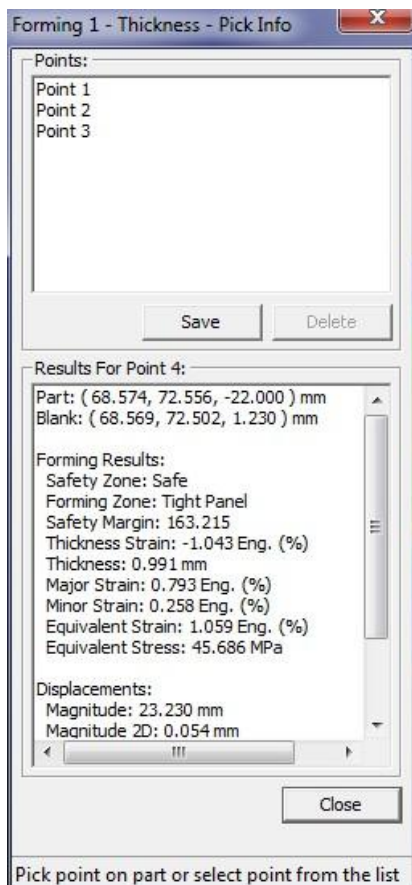 Forming 1 - Thickness - Pick Info
Points:
Point 1
Point 2
Point 3
Save
Delete
Results For Point 4:
Part: ( 68.574, 72.556, -22.000 ) mm
Blank: ( 68.569, 72.502, 1.230 ) mm
Forming Results:
Safety Zone: Safe
Forming Zone: Tight Panel
Safety Margin: 163.215
Thickness Strain: -1.043 Eng. (%)
Thickness: 0.991 mm
Major Strain: 0.793 Eng. (%)
Minor Strain: 0.258 Eng. (%)
Equivalent Strain: 1.059 Eng. (%)
Equivalent Stress: 45.686 MPa
Displacements:
Magnitude: 23.230 mm
Magnitude 2D: 0.054 mm
Close
Pick point on part or select point from the list